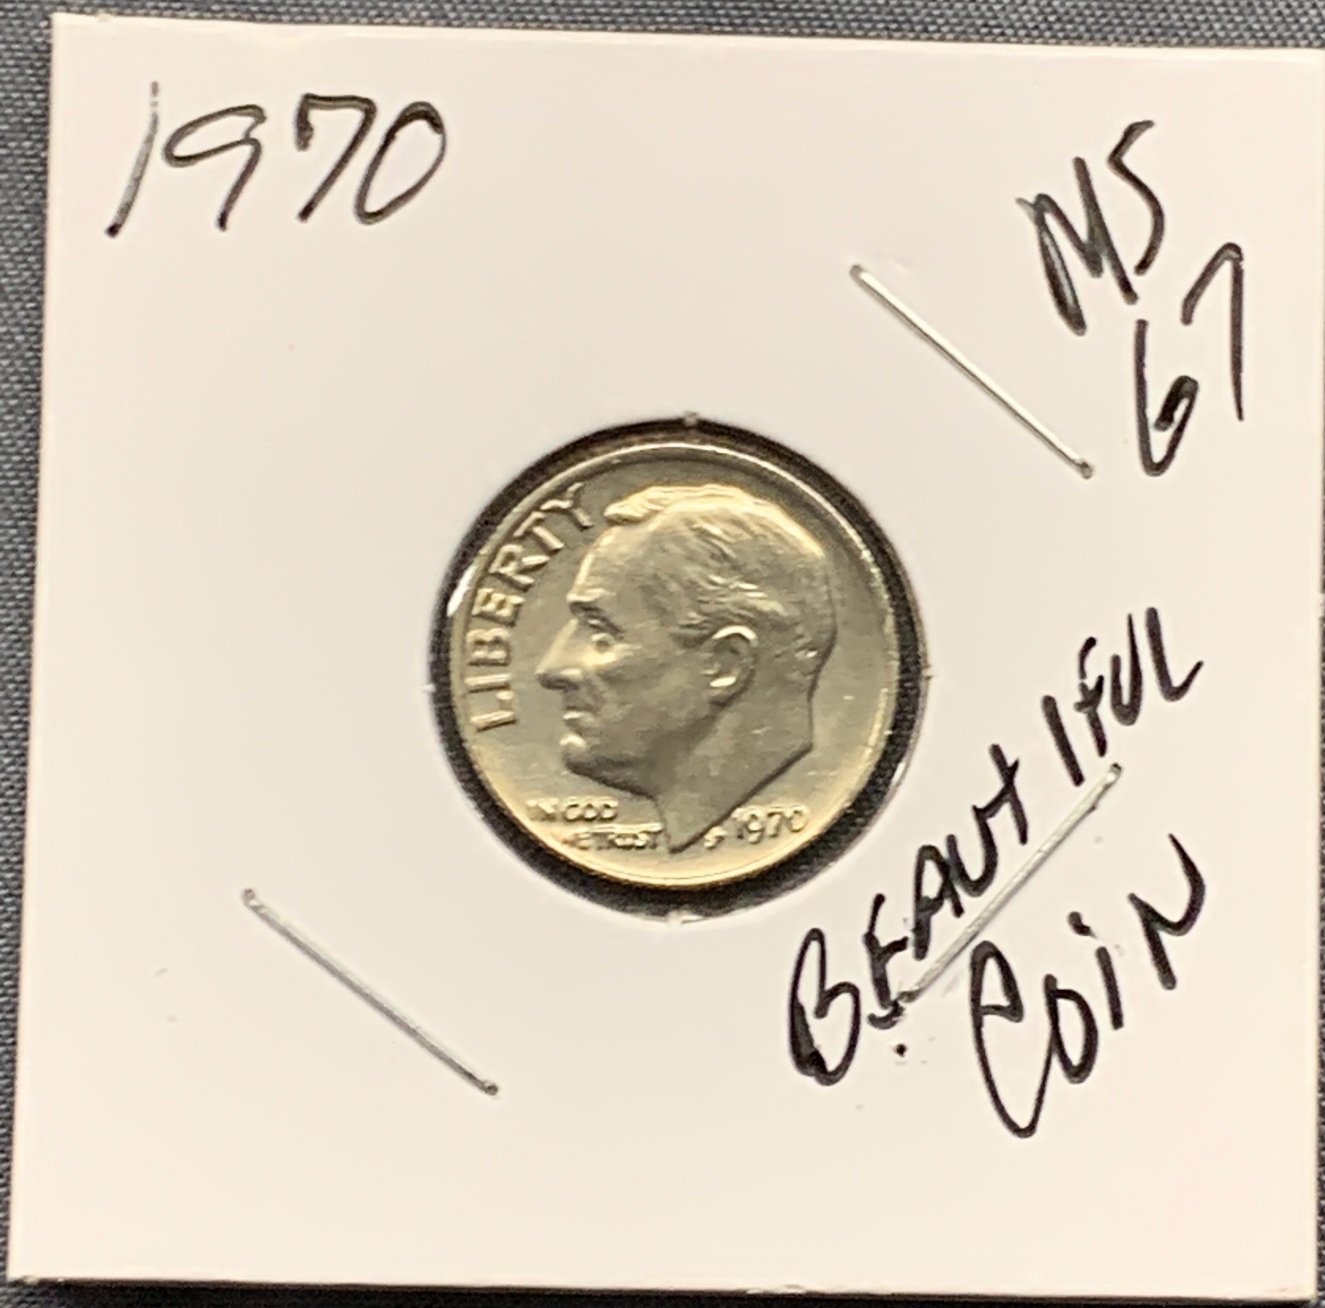 1970
MS
67
LIBERTY
IN GOD
WE TRUST
1970
BEAUTIFUL
COIN